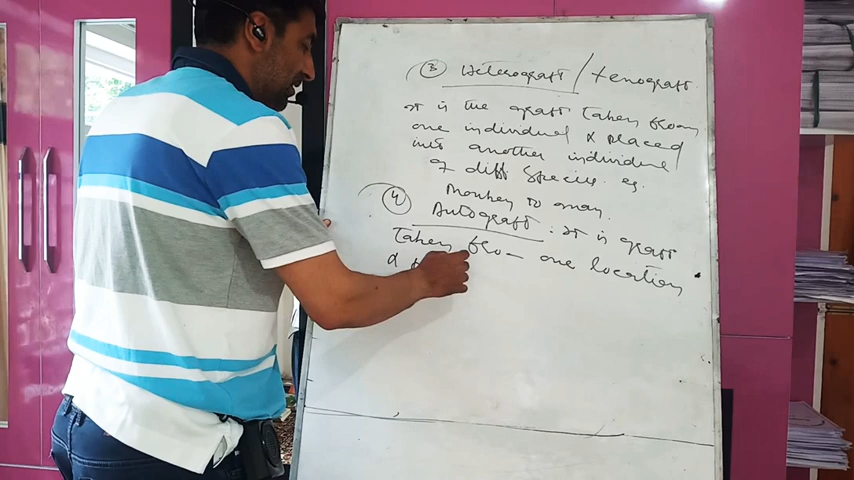 ③ Heterograft / xenograft
It is the graft taken from
one individual & placed
into another individual
of diff species. eg.
Monkey to man.
④ Autograft : It is graft
taken from one location
&